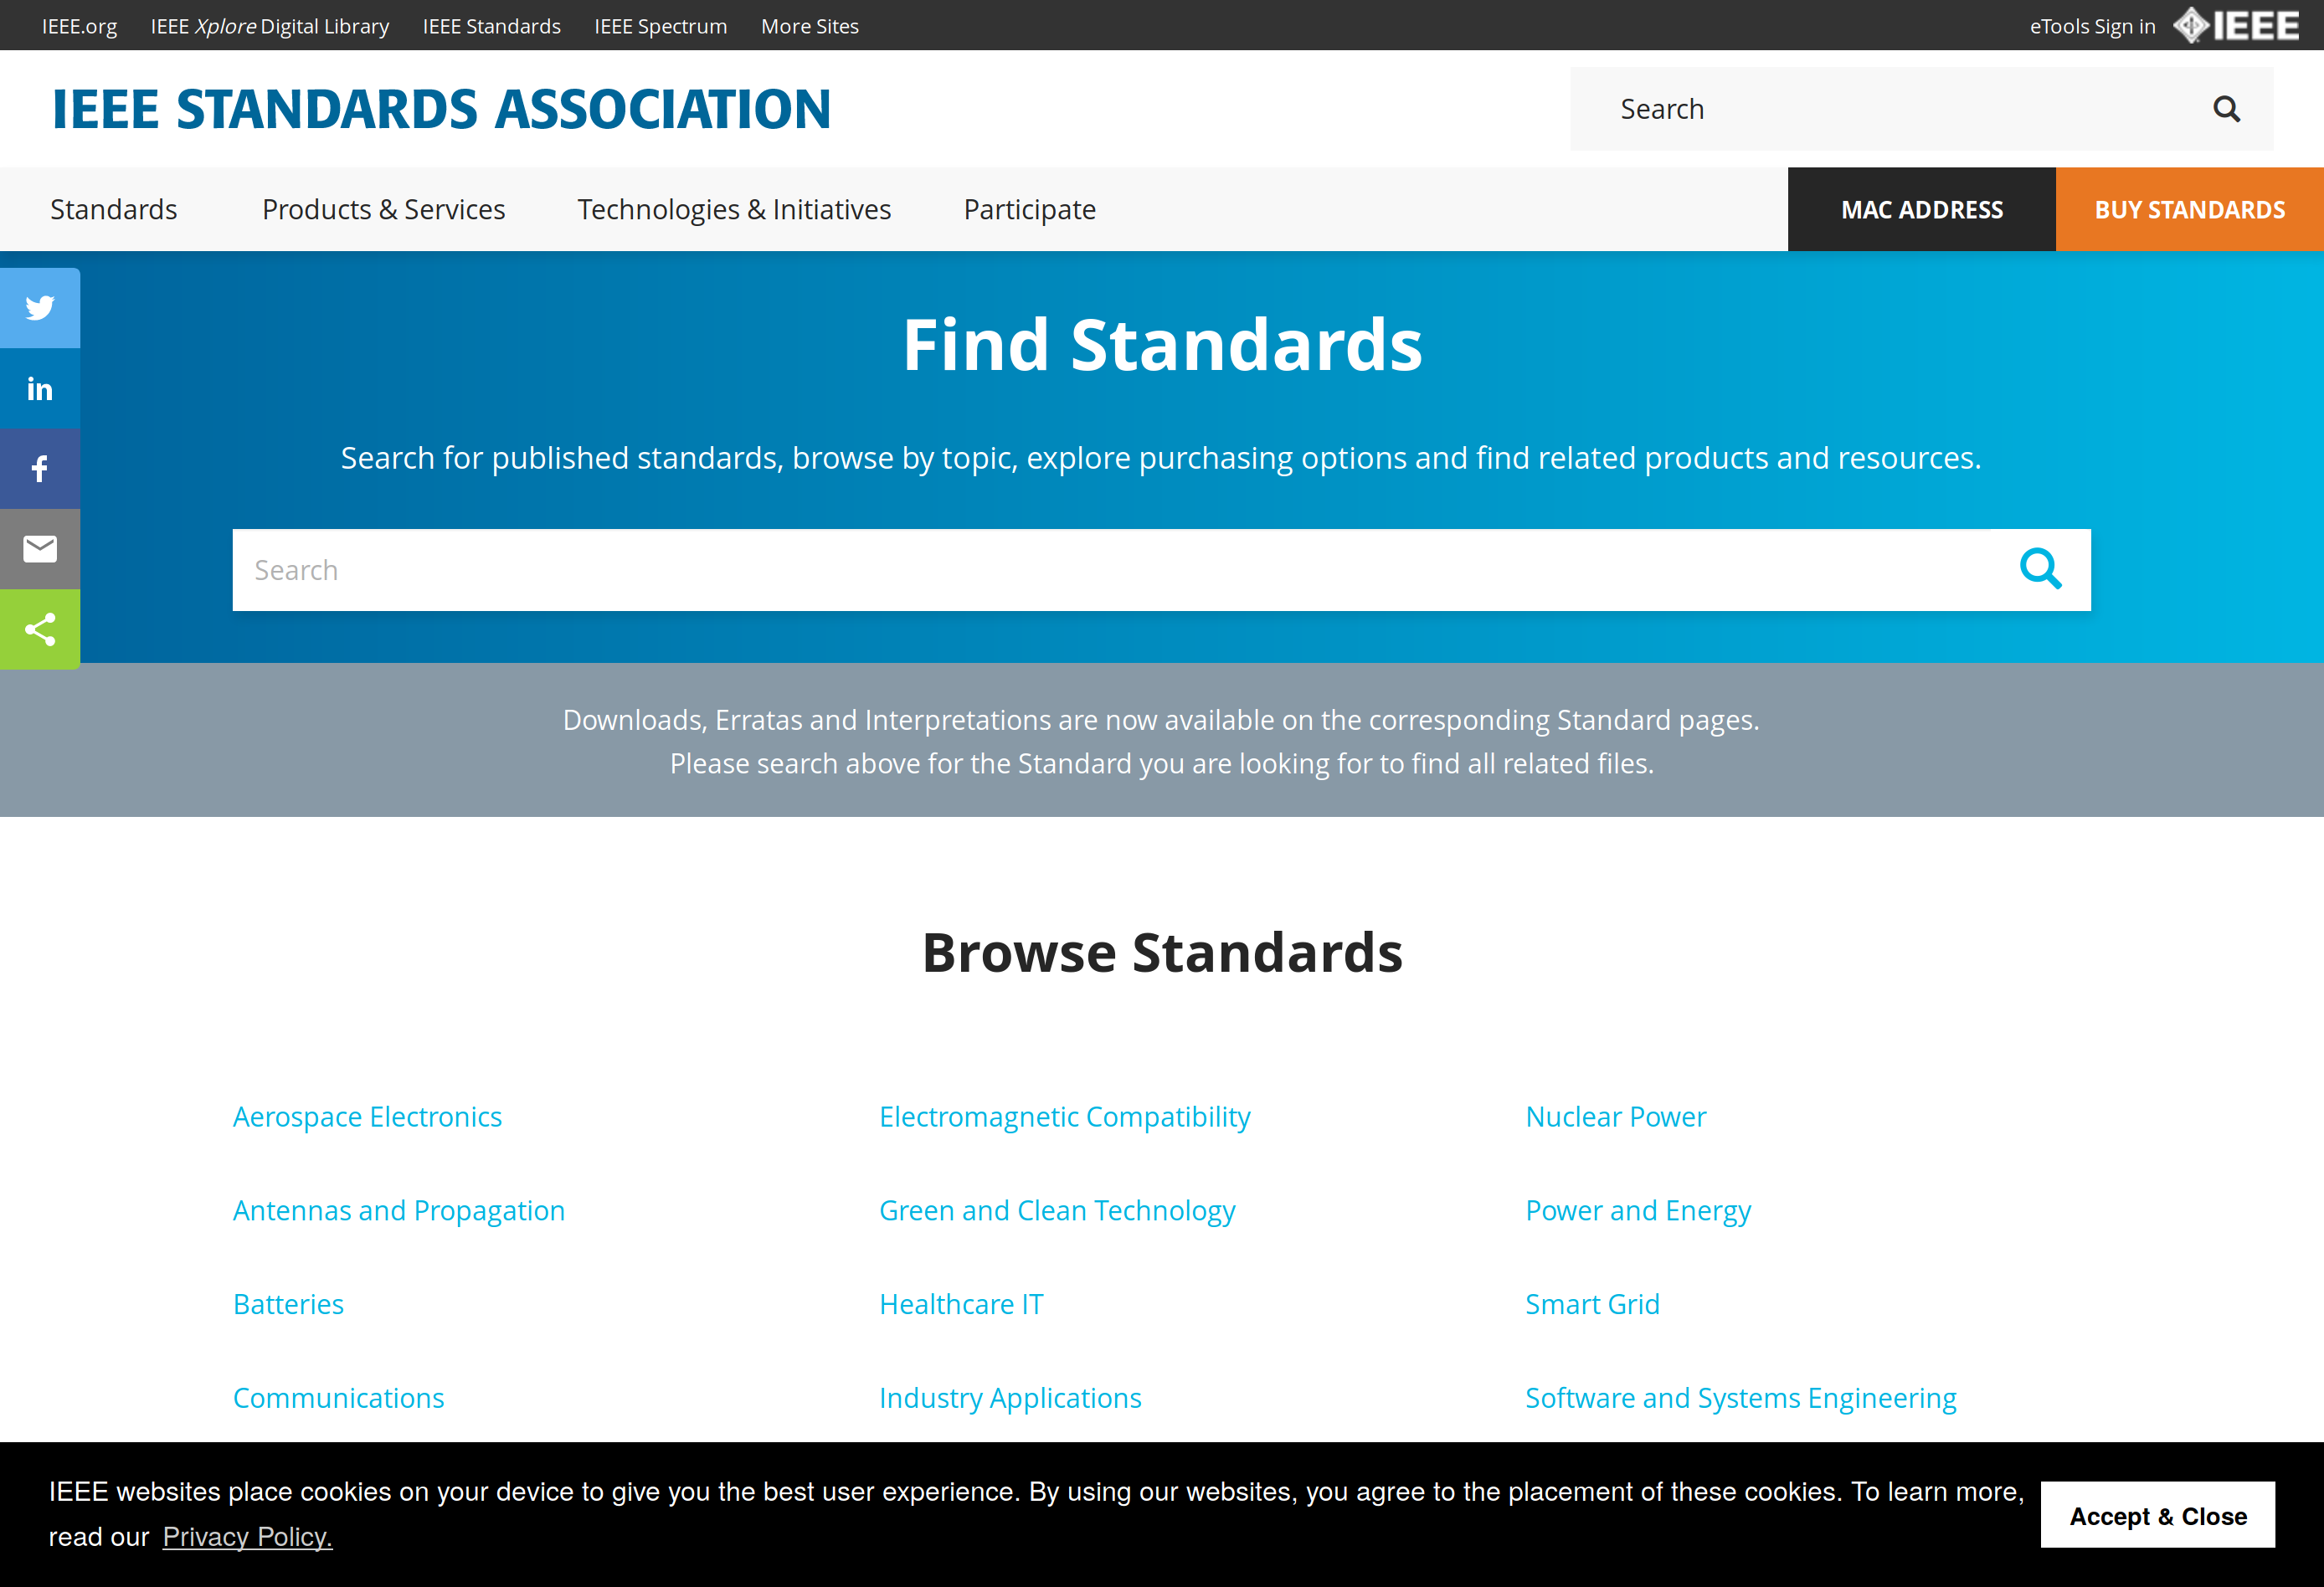 IEEE.org IEEE Xplore Digital Library IEEE Standards IEEE Spectrum More Sites eTools Sign in IEEE
IEEE STANDARDS ASSOCIATION Search
Standards Products & Services Technologies & Initiatives Participate MAC ADDRESS BUY STANDARDS
Find Standards
Search for published standards, browse by topic, explore purchasing options and find related products and resources.
Search
Downloads, Erratas and Interpretations are now available on the corresponding Standard pages.
Please search above for the Standard you are looking for to find all related files.
Browse Standards
Aerospace Electronics Electromagnetic Compatibility Nuclear Power
Antennas and Propagation Green and Clean Technology Power and Energy
Batteries Healthcare IT Smart Grid
Communications Industry Applications Software and Systems Engineering
IEEE websites place cookies on your device to give you the best user experience. By using our websites, you agree to the placement of these cookies. To learn more,
read our Privacy Policy. Accept & Close